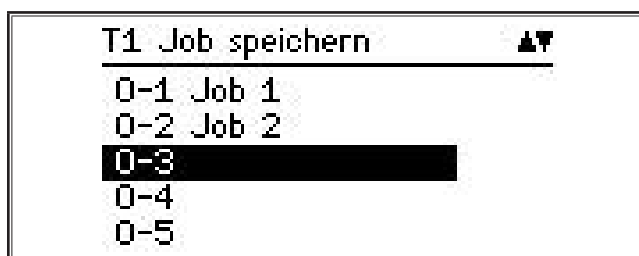 T1 Job speichern ▲▼
0-1 Job 1
0-2 Job 2
0-3
0-4
0-5